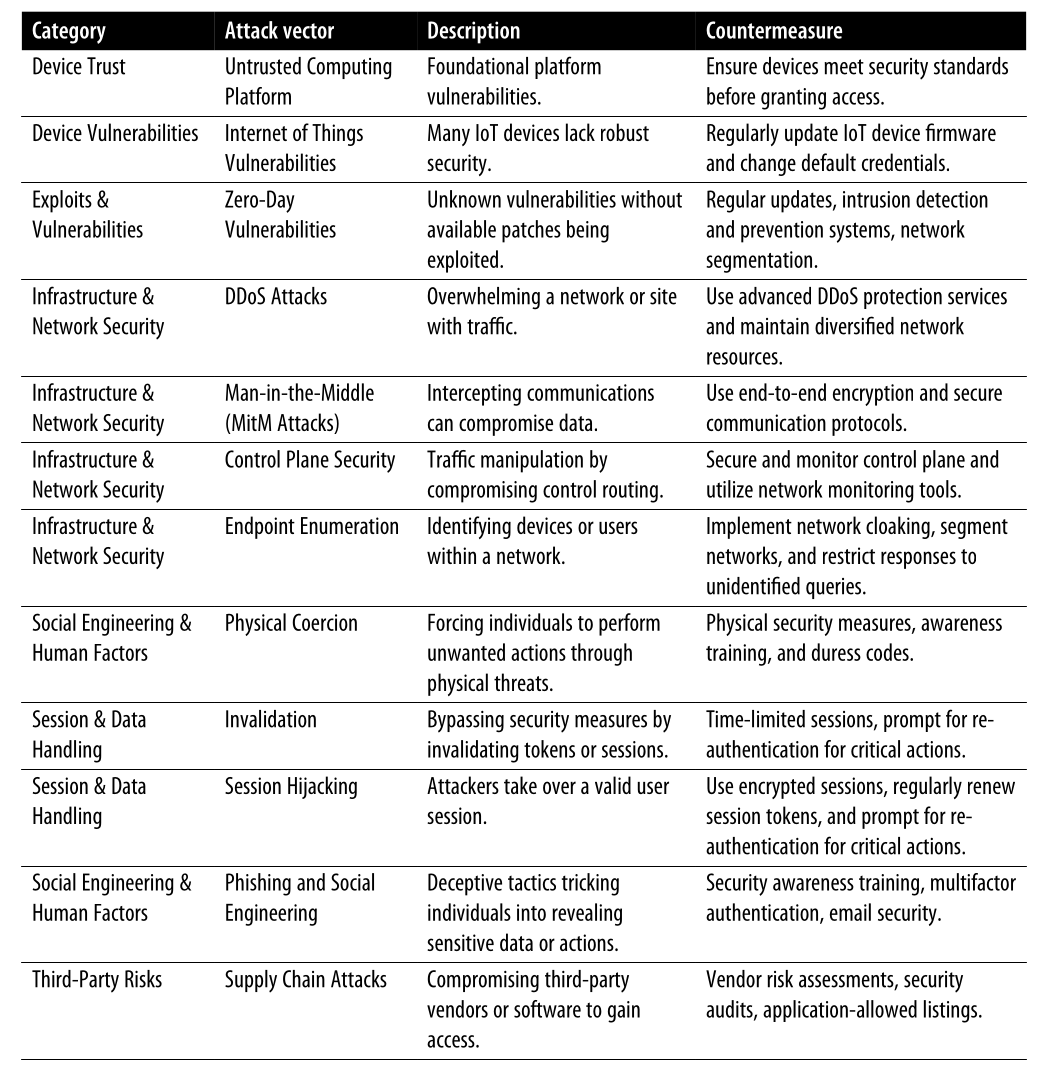 Category Attack vector Description Countermeasure
Device Trust Untrusted Computing Foundational platform Ensure devices meet security standards
Platform vulnerabilities. before granting access.
Device Vulnerabilities Internet of Things Many IoT devices lack robust Regularly update IoT device firmware
Vulnerabilities security. and change default credentials.
Exploits & Zero-Day Unknown vulnerabilities without Regular updates, intrusion detection
Vulnerabilities Vulnerabilities available patches being and prevention systems, network
exploited. segmentation.
Infrastructure & DDoS Attacks Overwhelming a network or site Use advanced DDoS protection services
Network Security with traffic. and maintain diversified network
resources.
Infrastructure & Man-in-the-Middle Intercepting communications Use end-to-end encryption and secure
Network Security (MitM Attacks) can compromise data. communication protocols.
Infrastructure & Control Plane Security Traffic manipulation by Secure and monitor control plane and
Network Security compromising control routing. utilize network monitoring tools.
Infrastructure & Endpoint Enumeration Identifying devices or users Implement network cloaking, segment
Network Security within a network. networks, and restrict responses to
unidentified queries.
Social Engineering & Physical Coercion Forcing individuals to perform Physical security measures, awareness
Human Factors unwanted actions through training, and duress codes.
physical threats.
Session & Data Invalidation Bypassing security measures by Time-limited sessions, prompt for re-
Handling invalidating tokens or sessions. authentication for critical actions.
Session & Data Session Hijacking Attackers take over a valid user Use encrypted sessions, regularly renew
Handling session. session tokens, and prompt for re-
authentication for critical actions.
Social Engineering & Phishing and Social Deceptive tactics tricking Security awareness training, multifactor
Human Factors Engineering individuals into revealing authentication, email security.
sensitive data or actions.
Third-Party Risks Supply Chain Attacks Compromising third-party Vendor risk assessments, security
vendors or software to gain audits, application-allowed listings.
access.